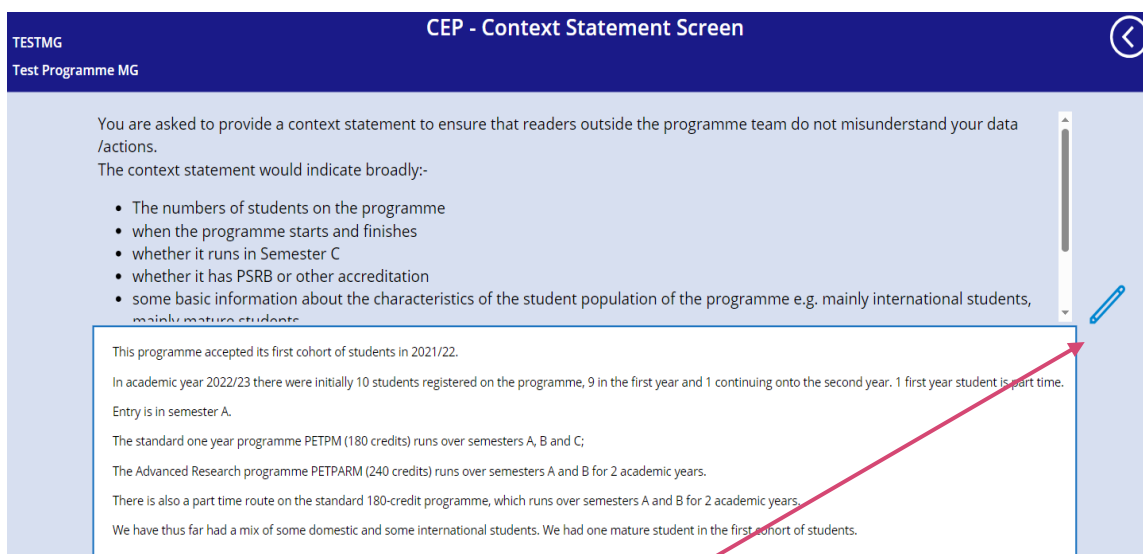 CEP - Context Statement Screen
TESTMG
Test Programme MG
You are asked to provide a context statement to ensure that readers outside the programme team do not misunderstand your data
/actions.
The context statement would indicate broadly:-
• The numbers of students on the programme
• when the programme starts and finishes
• whether it runs in Semester C
• whether it has PSRB or other accreditation
• some basic information about the characteristics of the student population of the programme e.g. mainly international students,
mainly mature students
This programme accepted its first cohort of students in 2021/22.
In academic year 2022/23 there were initially 10 students registered on the programme, 9 in the first year and 1 continuing onto the second year. 1 first year student is part time.
Entry is in semester A.
The standard one year programme PETPM (180 credits) runs over semesters A, B and C;
The Advanced Research programme PETPARM (240 credits) runs over semesters A and B for 2 academic years.
There is also a part time route on the standard 180-credit programme, which runs over semesters A and B for 2 academic years.
We have thus far had a mix of some domestic and some international students. We had one mature student in the first cohort of students.